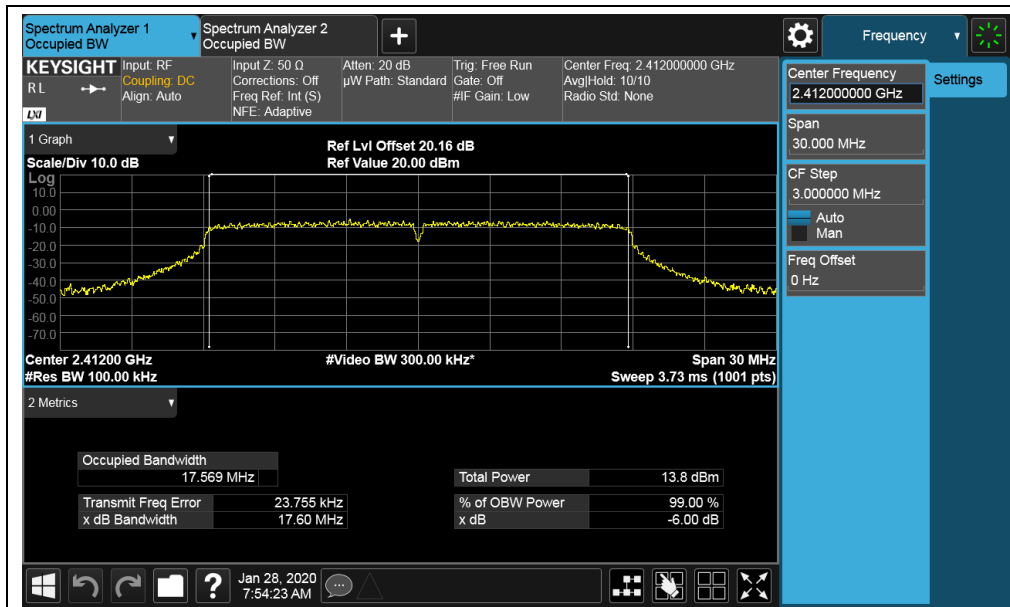 Spectrum Analyzer 1
Occupied BW
Spectrum Analyzer 2
Occupied BW
Frequency
KEYSIGHT
RL
LXI
Input: RF
Coupling: DC
Align: Auto
Input Z: 50 Ω
Corrections: Off
Freq Ref: Int (S)
NFE: Adaptive
Atten: 20 dB
µW Path: Standard
Trig: Free Run
Gate: Off
#IF Gain: Low
Center Freq: 2.412000000 GHz
Avg|Hold: 10/10
Radio Std: None
Center Frequency
2.412000000 GHz
Settings
Span
30.000 MHz
CF Step
3.000000 MHz
Auto
Man
Freq Offset
0 Hz
1 Graph
Scale/Div 10.0 dB
Ref Lvl Offset 20.16 dB
Ref Value 20.00 dBm
Log
10.0
0.00
-10.0
-20.0
-30.0
-40.0
-50.0
-60.0
-70.0
Center 2.41200 GHz
#Video BW 300.00 kHz*
Span 30 MHz
#Res BW 100.00 kHz
Sweep 3.73 ms (1001 pts)
2 Metrics
Occupied Bandwidth
17.569 MHz
Total Power 13.8 dBm
Transmit Freq Error 23.755 kHz
% of OBW Power 99.00 %
x dB Bandwidth 17.60 MHz
x dB -6.00 dB
?
Jan 28, 2020
7:54:23 AM